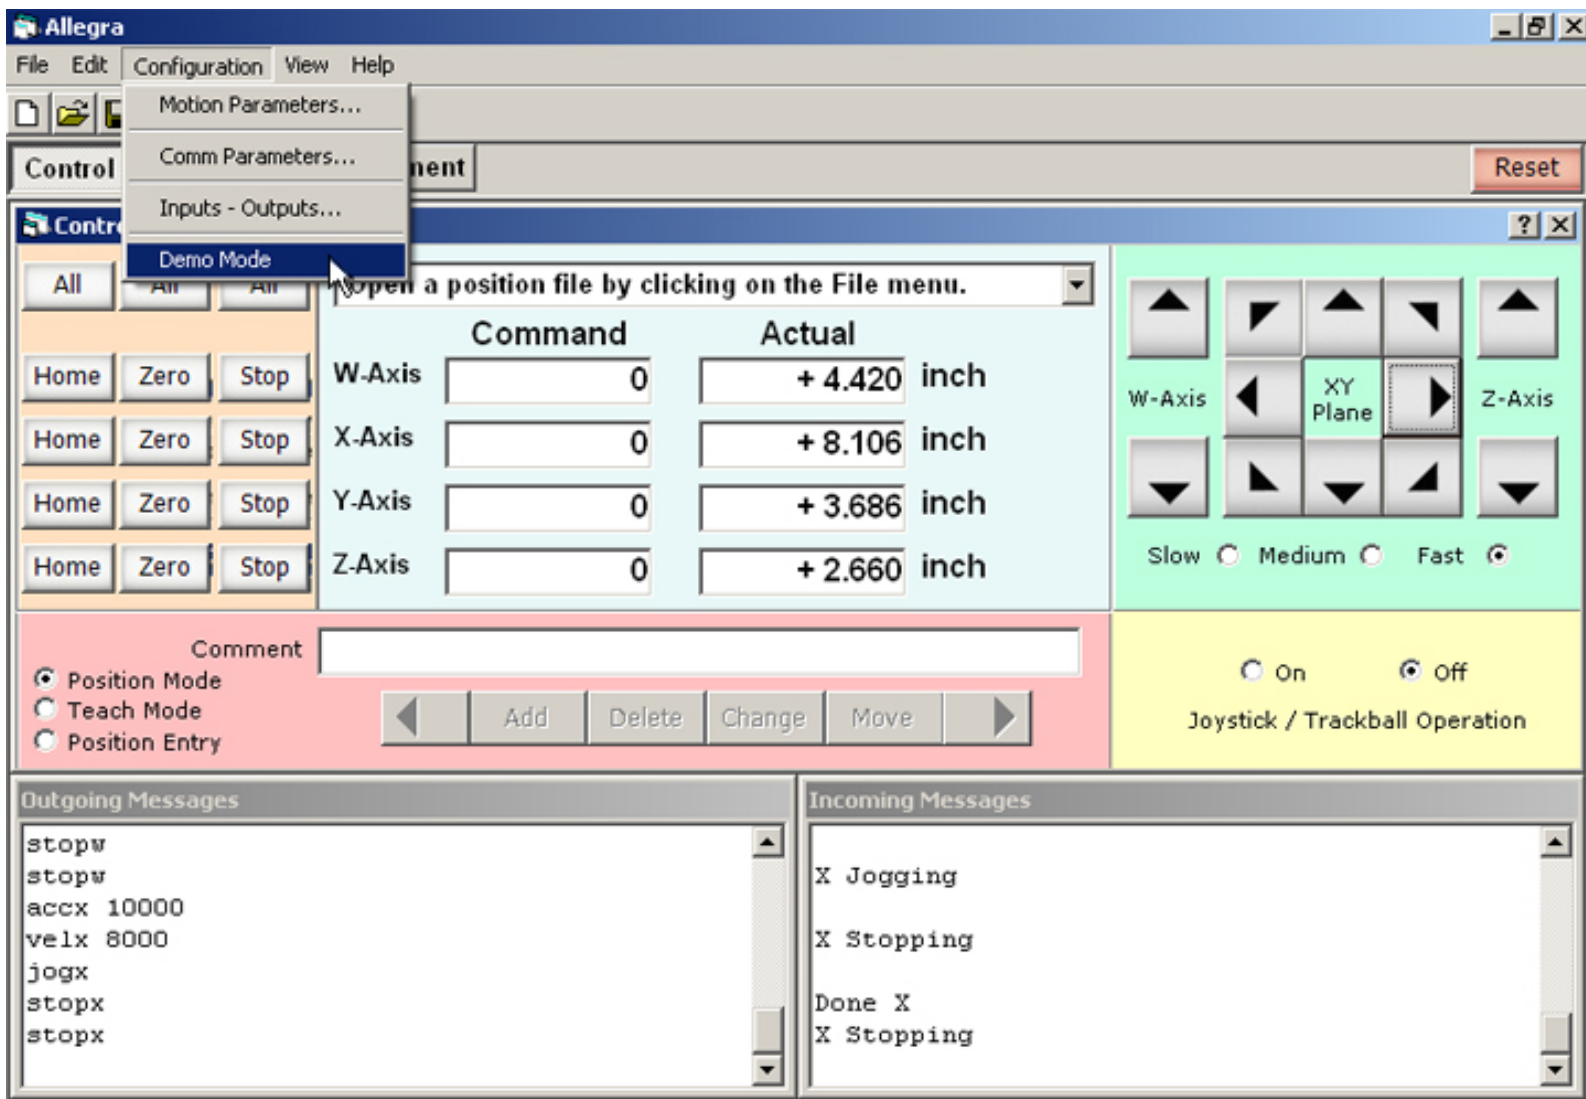 Allegra
File Edit Configuration View Help
Motion Parameters...
Comm Parameters...
Inputs - Outputs...
Demo Mode
Control
Reset
All All All
Open a position file by clicking on the File menu.
Command Actual
Home Zero Stop W-Axis 0 + 4.420 inch
Home Zero Stop X-Axis 0 + 8.106 inch
Home Zero Stop Y-Axis 0 + 3.686 inch
Home Zero Stop Z-Axis 0 + 2.660 inch
W-Axis XY Plane Z-Axis
Slow Medium Fast
Comment
Position Mode
Teach Mode
Position Entry
Add Delete Change Move
On Off
Joystick / Trackball Operation
Outgoing Messages
stopw
stopw
accx 10000
velx 8000
jogx
stopx
stopx
Incoming Messages
X Jogging
X Stopping
Done X
X Stopping